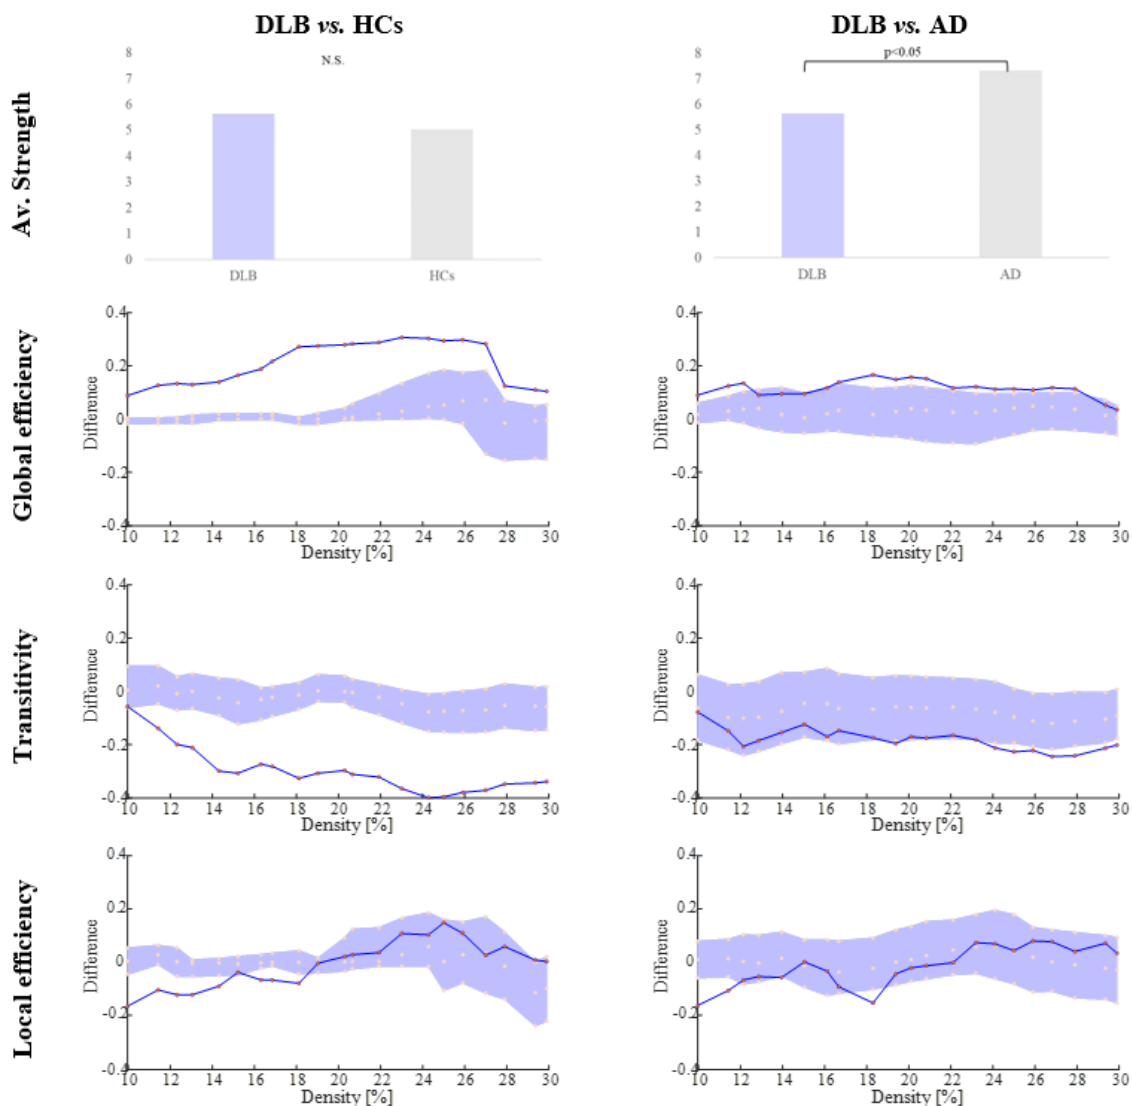 DLB vs. HCs
DLB vs. AD
Av. Strength
8
7
6
5
4
3
2
1
0
N.S.
DLB
HCs
8
7
6
5
4
3
2
1
0
p<0.05
DLB
AD
Global efficiency
Difference
0.4
0.2
0
-0.2
-0.4
10 12 14 16 18 20 22 24 26 28 30
Density [%]
Difference
0.4
0.2
0
-0.2
-0.4
10 12 14 16 18 20 22 24 26 28 30
Density [%]
Transitivity
Difference
0.4
0.2
0
-0.2
-0.4
10 12 14 16 18 20 22 24 26 28 30
Density [%]
Difference
0.4
0.2
0
-0.2
-0.4
10 12 14 16 18 20 22 24 26 28 30
Density [%]
Local efficiency
Difference
0.4
0.2
0
-0.2
-0.4
10 12 14 16 18 20 22 24 26 28 30
Density [%]
Difference
0.4
0.2
0
-0.2
-0.4
10 12 14 16 18 20 22 24 26 28 30
Density [%]